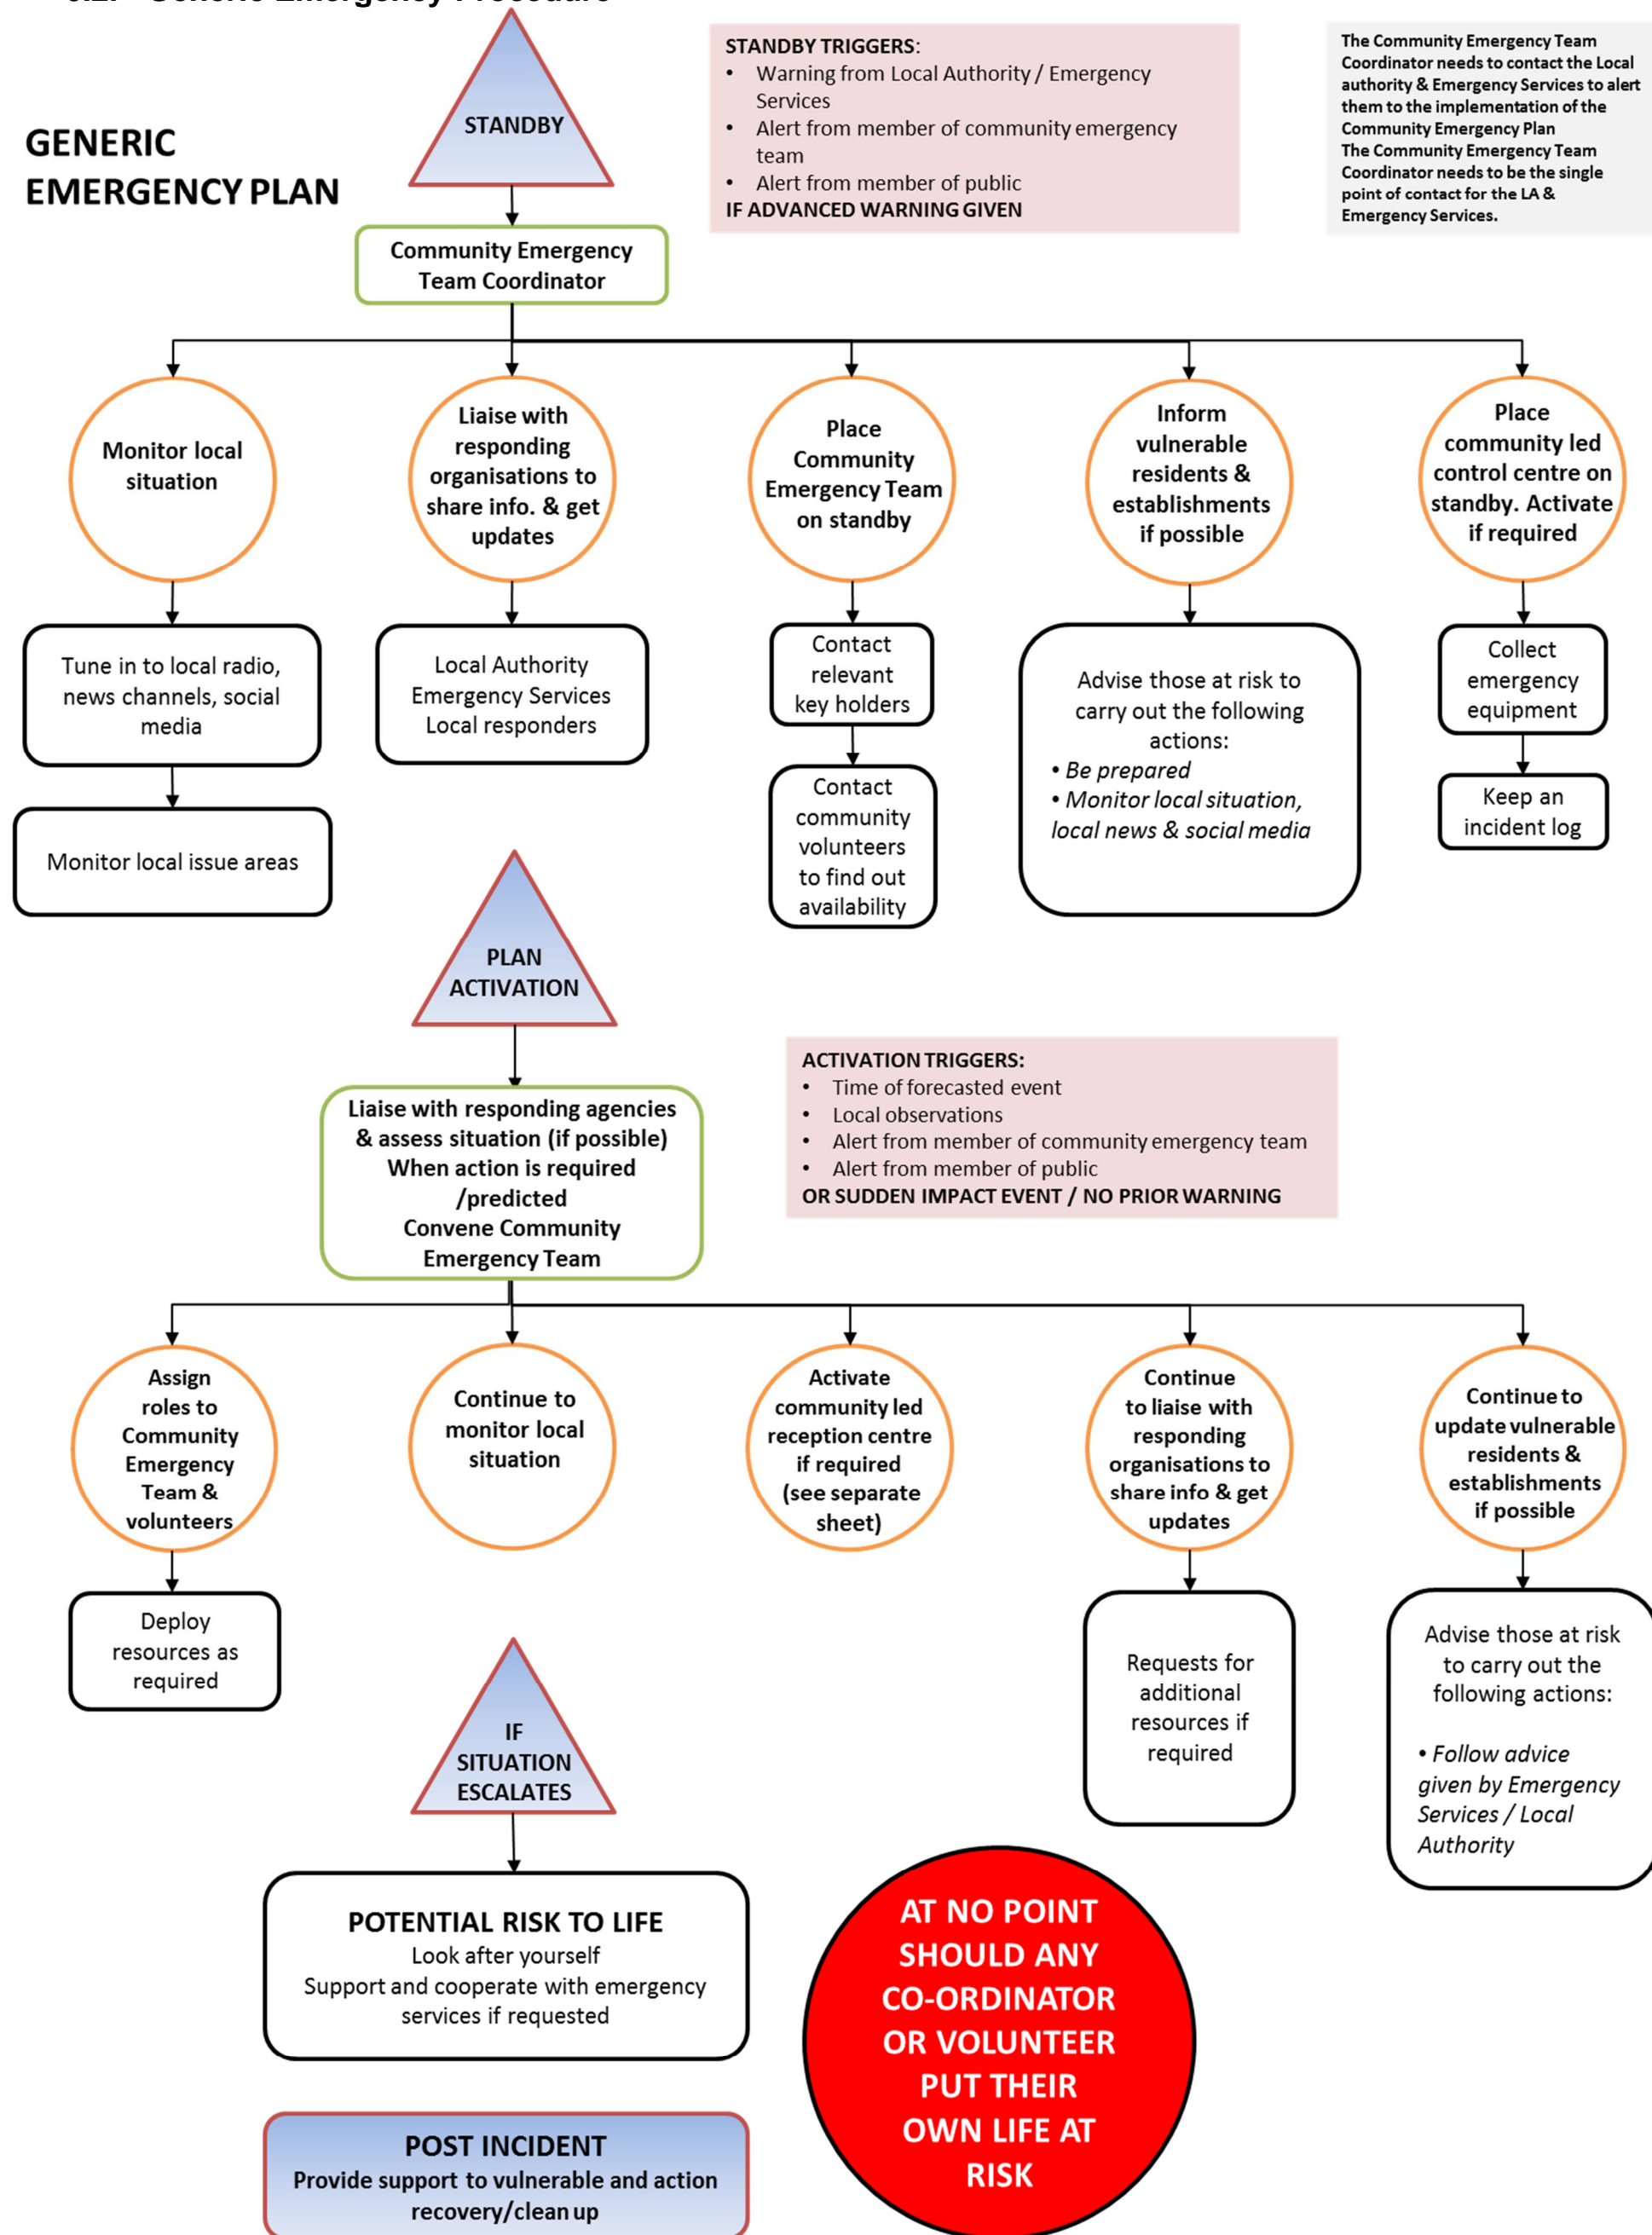 Generic Emergency Procedure
GENERIC
EMERGENCY PLAN
STANDBY
STANDBY TRIGGERS:
• Warning from Local Authority / Emergency
Services
• Alert from member of community emergency
team
• Alert from member of public
IF ADVANCED WARNING GIVEN
The Community Emergency Team
Coordinator needs to contact the Local
authority & Emergency Services to alert
them to the implementation of the
Community Emergency Plan
The Community Emergency Team
Coordinator needs to be the single
point of contact for the LA &
Emergency Services.
Community Emergency
Team Coordinator
Monitor local
situation
Liaise with
responding
organisations to
share info. & get
updates
Place
Community
Emergency Team
on standby
Inform
vulnerable
residents &
establishments
if possible
Place
community led
control centre on
standby. Activate
if required
Tune in to local radio,
news channels, social
media
Monitor local issue areas
Local Authority
Emergency Services
Local responders
Contact
relevant
key holders
Contact
community
volunteers
to find out
availability
Advise those at risk to
carry out the following
actions:
• Be prepared
• Monitor local situation,
local news & social media
Collect
emergency
equipment
Keep an
incident log
PLAN
ACTIVATION
ACTIVATION TRIGGERS:
• Time of forecasted event
• Local observations
• Alert from member of community emergency team
• Alert from member of public
OR SUDDEN IMPACT EVENT / NO PRIOR WARNING
Liaise with responding agencies
& assess situation (if possible)
When action is required
/predicted
Convene Community
Emergency Team
Assign
roles to
Community
Emergency
Team &
volunteers
Continue to
monitor local
situation
Activate
community led
reception centre
if required
(see separate
sheet)
Continue
to liaise with
responding
organisations to
share info & get
updates
Continue to
update vulnerable
residents &
establishments
if possible
Deploy
resources as
required
Requests for
additional
resources if
required
Advise those at risk
to carry out the
following actions:
• Follow advice
given by Emergency
Services / Local
Authority
IF
SITUATION
ESCALATES
POTENTIAL RISK TO LIFE
Look after yourself
Support and cooperate with emergency
services if requested
AT NO POINT
SHOULD ANY
CO-ORDINATOR
OR VOLUNTEER
PUT THEIR
OWN LIFE AT
RISK
POST INCIDENT
Provide support to vulnerable and action
recovery/clean up